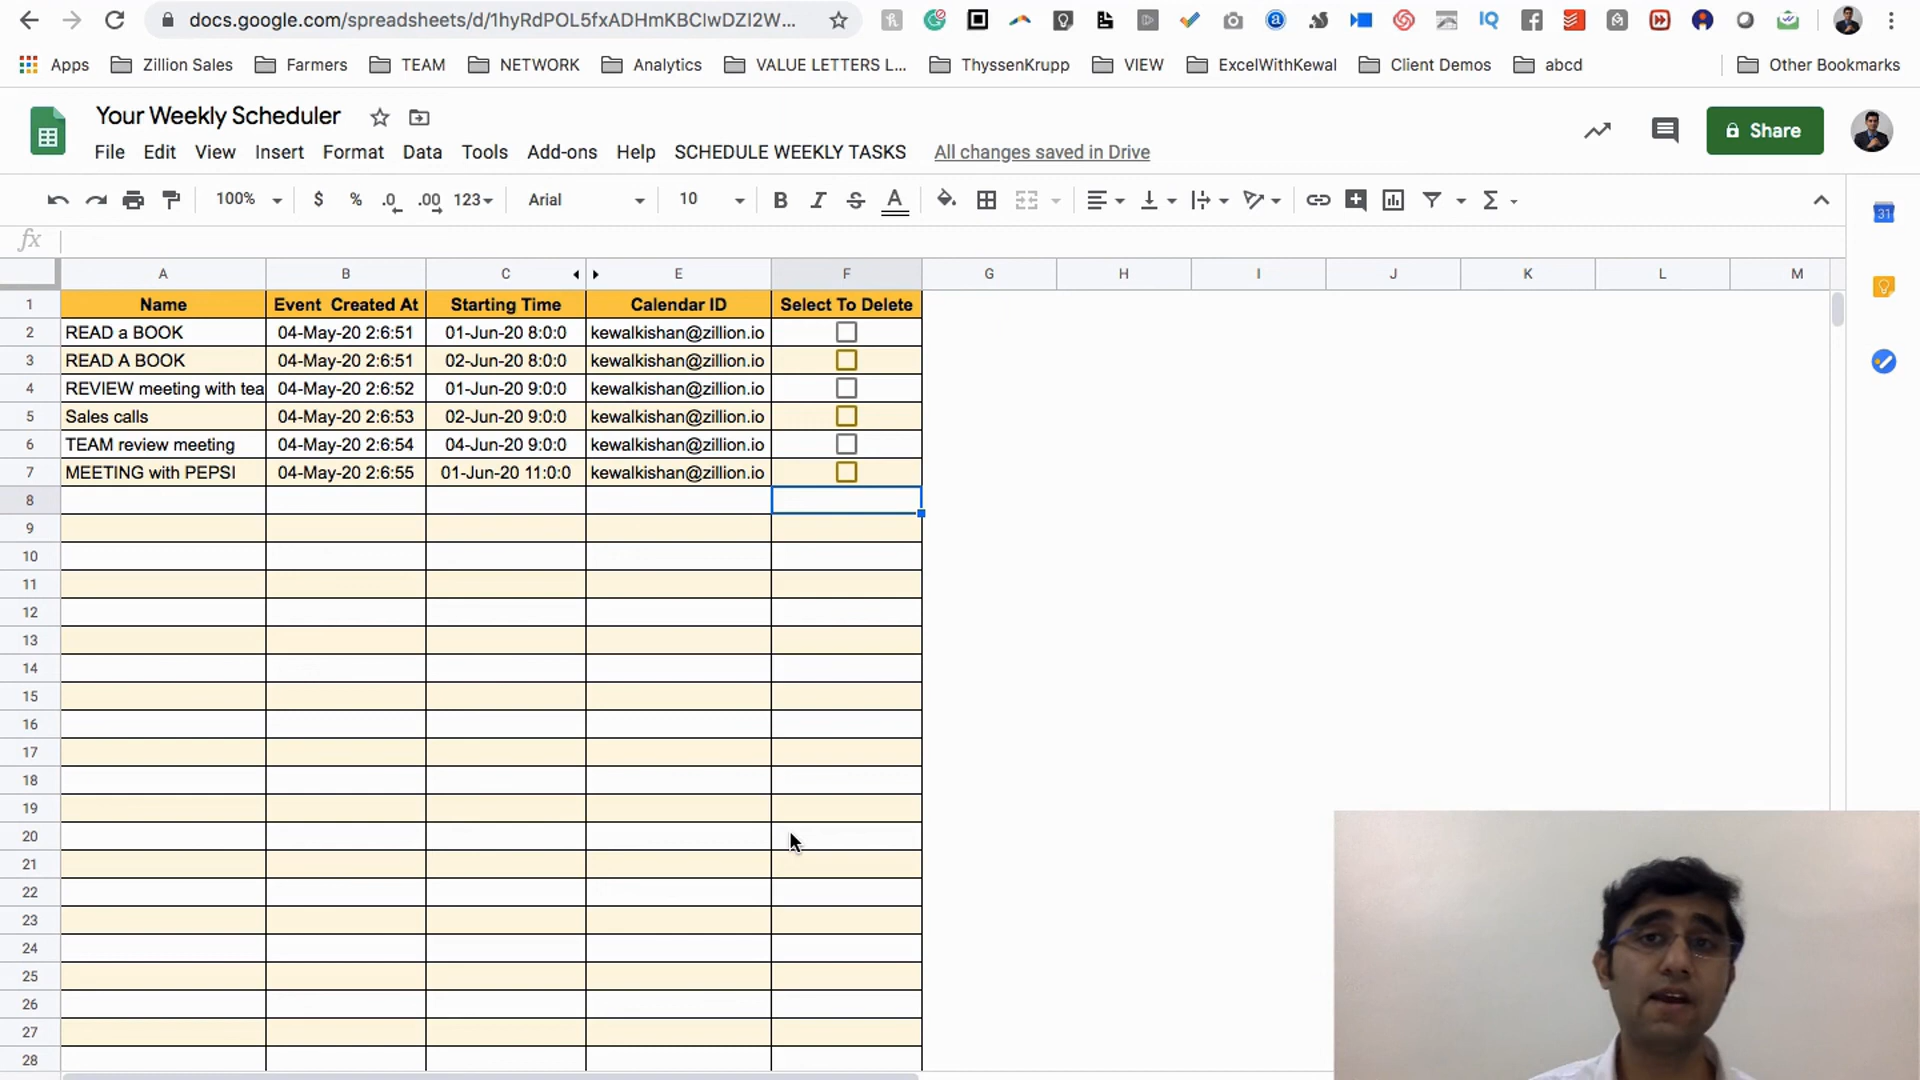 docs.google.com/spreadsheets/d/1hyRdPOL5fxADHmKBClwDZI2W...
Apps Zillion Sales Farmers TEAM NETWORK Analytics VALUE LETTERS L... ThyssenKrupp VIEW ExcelWithKewal Client Demos abcd Other Bookmarks
Your Weekly Scheduler
Share
File Edit View Insert Format Data Tools Add-ons Help SCHEDULE WEEKLY TASKS All changes saved in Drive
100% $ % .0 .00 123 Arial 10 B I S A Σ
31
fx
A B C E F G H I J K L M
1 Name Event Created At Starting Time Calendar ID Select To Delete
2 READ a BOOK 04-May-20 2:6:51 01-Jun-20 8:0:0 kewalkishan@zillion.io
3 READ A BOOK 04-May-20 2:6:51 02-Jun-20 8:0:0 kewalkishan@zillion.io
4 REVIEW meeting with tea 04-May-20 2:6:52 01-Jun-20 9:0:0 kewalkishan@zillion.io
5 Sales calls 04-May-20 2:6:53 02-Jun-20 9:0:0 kewalkishan@zillion.io
6 TEAM review meeting 04-May-20 2:6:54 04-Jun-20 9:0:0 kewalkishan@zillion.io
7 MEETING with PEPSI 04-May-20 2:6:55 01-Jun-20 11:0:0 kewalkishan@zillion.io
8
9
10
11
12
13
14
15
16
17
18
19
20
21
22
23
24
25
26
27
28